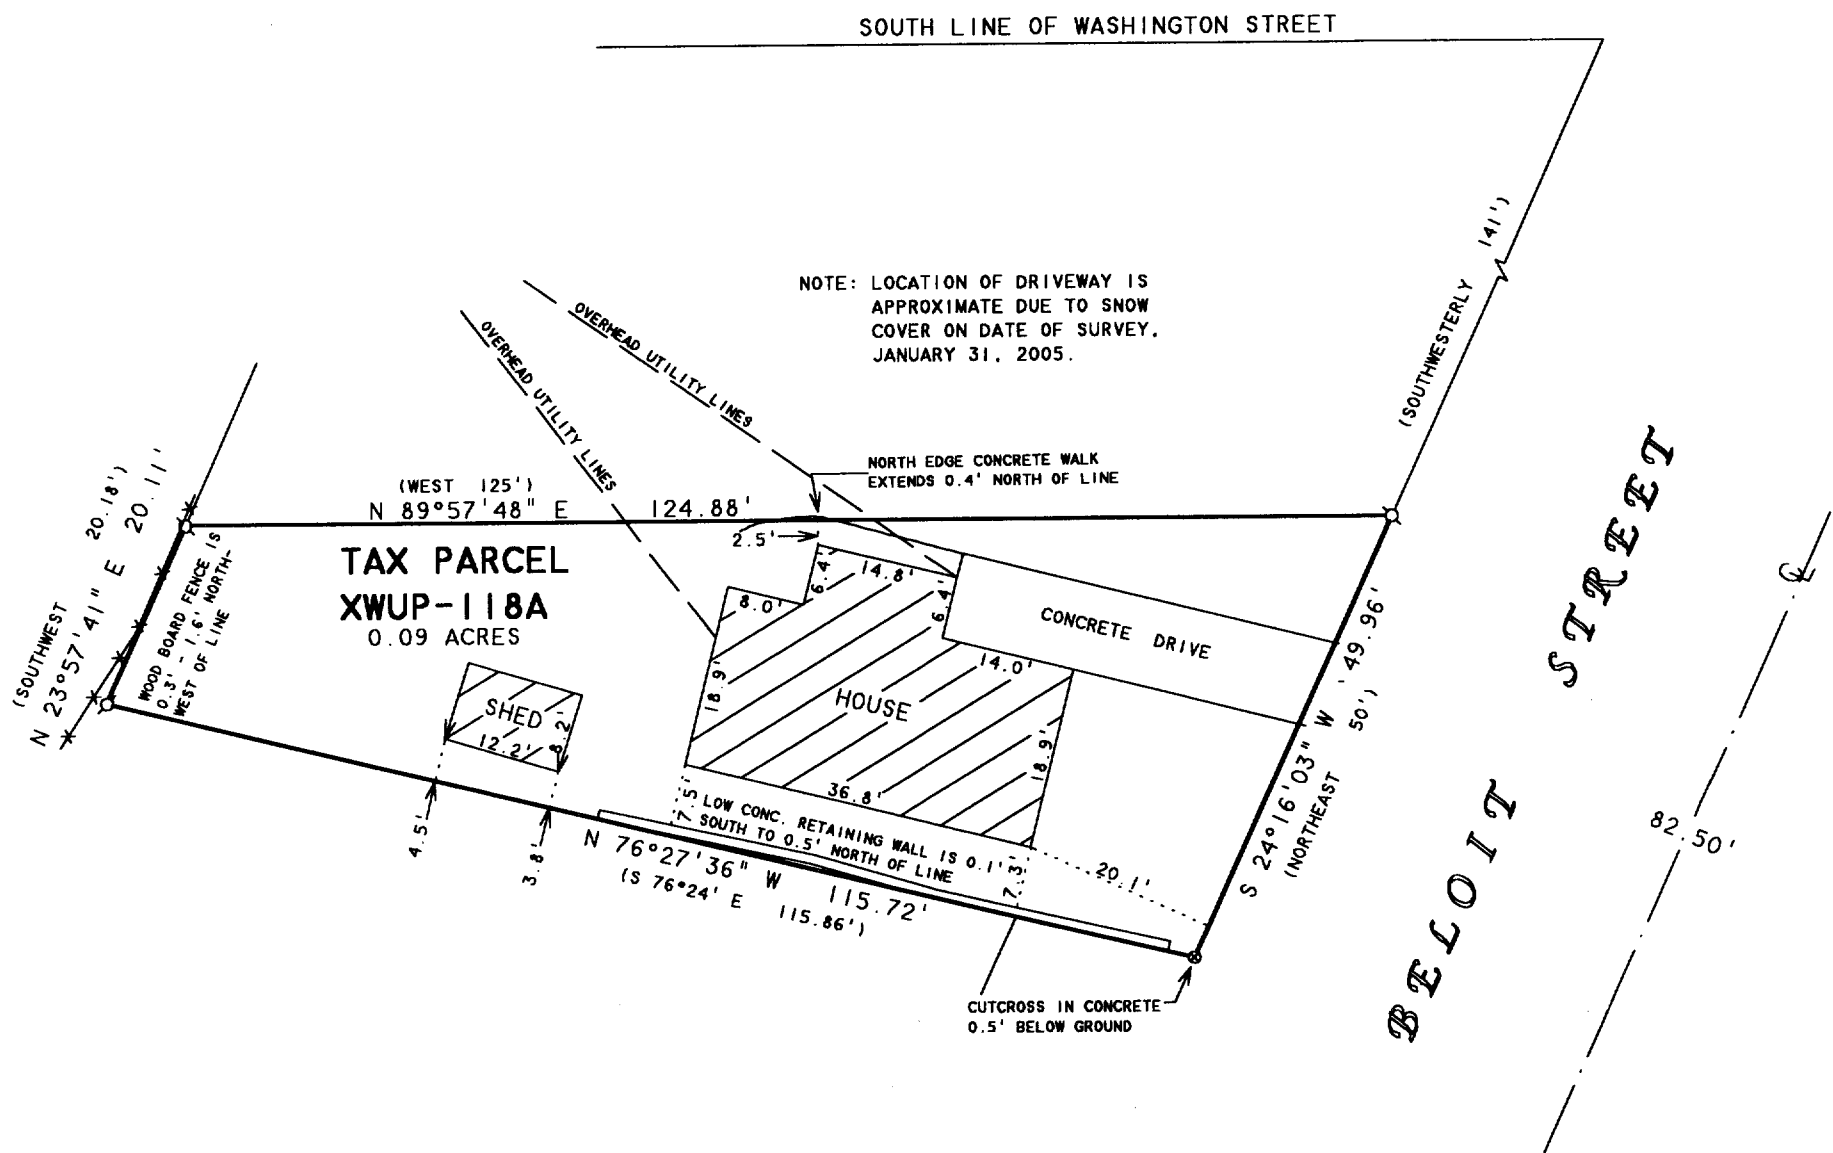 SOUTH LINE OF WASHINGTON STREET
(SOUTHWESTERLY 141')
NOTE: LOCATION OF DRIVEWAY IS
APPROXIMATE DUE TO SNOW
COVER ON DATE OF SURVEY.
JANUARY 31, 2005.
OVERHEAD UTILITY LINES
OVERHEAD UTILITY LINES
NORTH EDGE CONCRETE WALK
EXTENDS 0.4' NORTH OF LINE
(WEST 125')
N 89°57'48" E 124.88'
(SOUTHWEST 20.18')
N 23°57'41" E 20.11'
WOOD BOARD FENCE IS
0.3' - 1.6' NORTH-
WEST OF LINE
TAX PARCEL
XWUP-118A
0.09 ACRES
2.5'
6.4'
14.8'
6.4'
8.0'
18.9'
14.0'
HOUSE
18.9'
36.8'
CONCRETE DRIVE
SHED
12.2'
8.2'
4.5'
3.8'
7.5'
LOW CONC. RETAINING WALL IS 0.1'
SOUTH TO 0.5' NORTH OF LINE
7.3'
20.1'
N 76°27'36" W 115.72'
(S 76°24' E 115.86')
S 24°16'03" W 49.96'
(NORTHEAST 50')
CUTCROSS IN CONCRETE
0.5' BELOW GROUND
BELOIT STREET
82.50'
CL